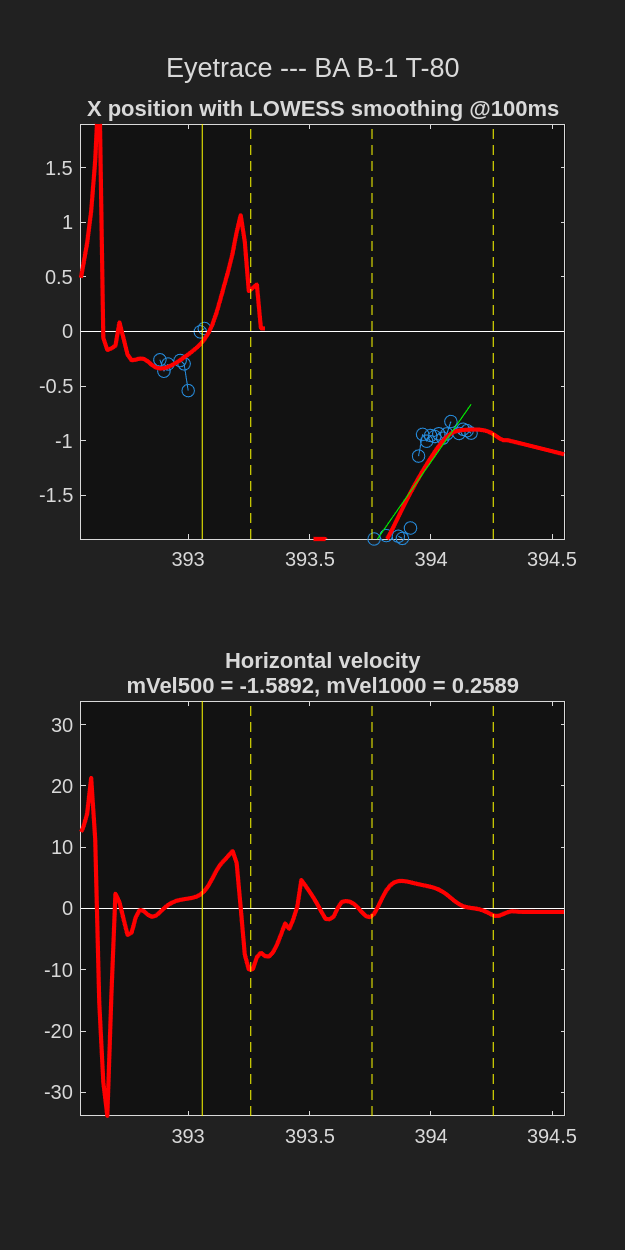 Eyetrace --- BA B-1 T-80
X position with LOWESS smoothing @100ms
1.5
1
0.5
0
-0.5
-1
-1.5
393 393.5 394 394.5
Horizontal velocity
mVel500 = -1.5892, mVel1000 = 0.2589
30
20
10
0
-10
-20
-30
393 393.5 394 394.5